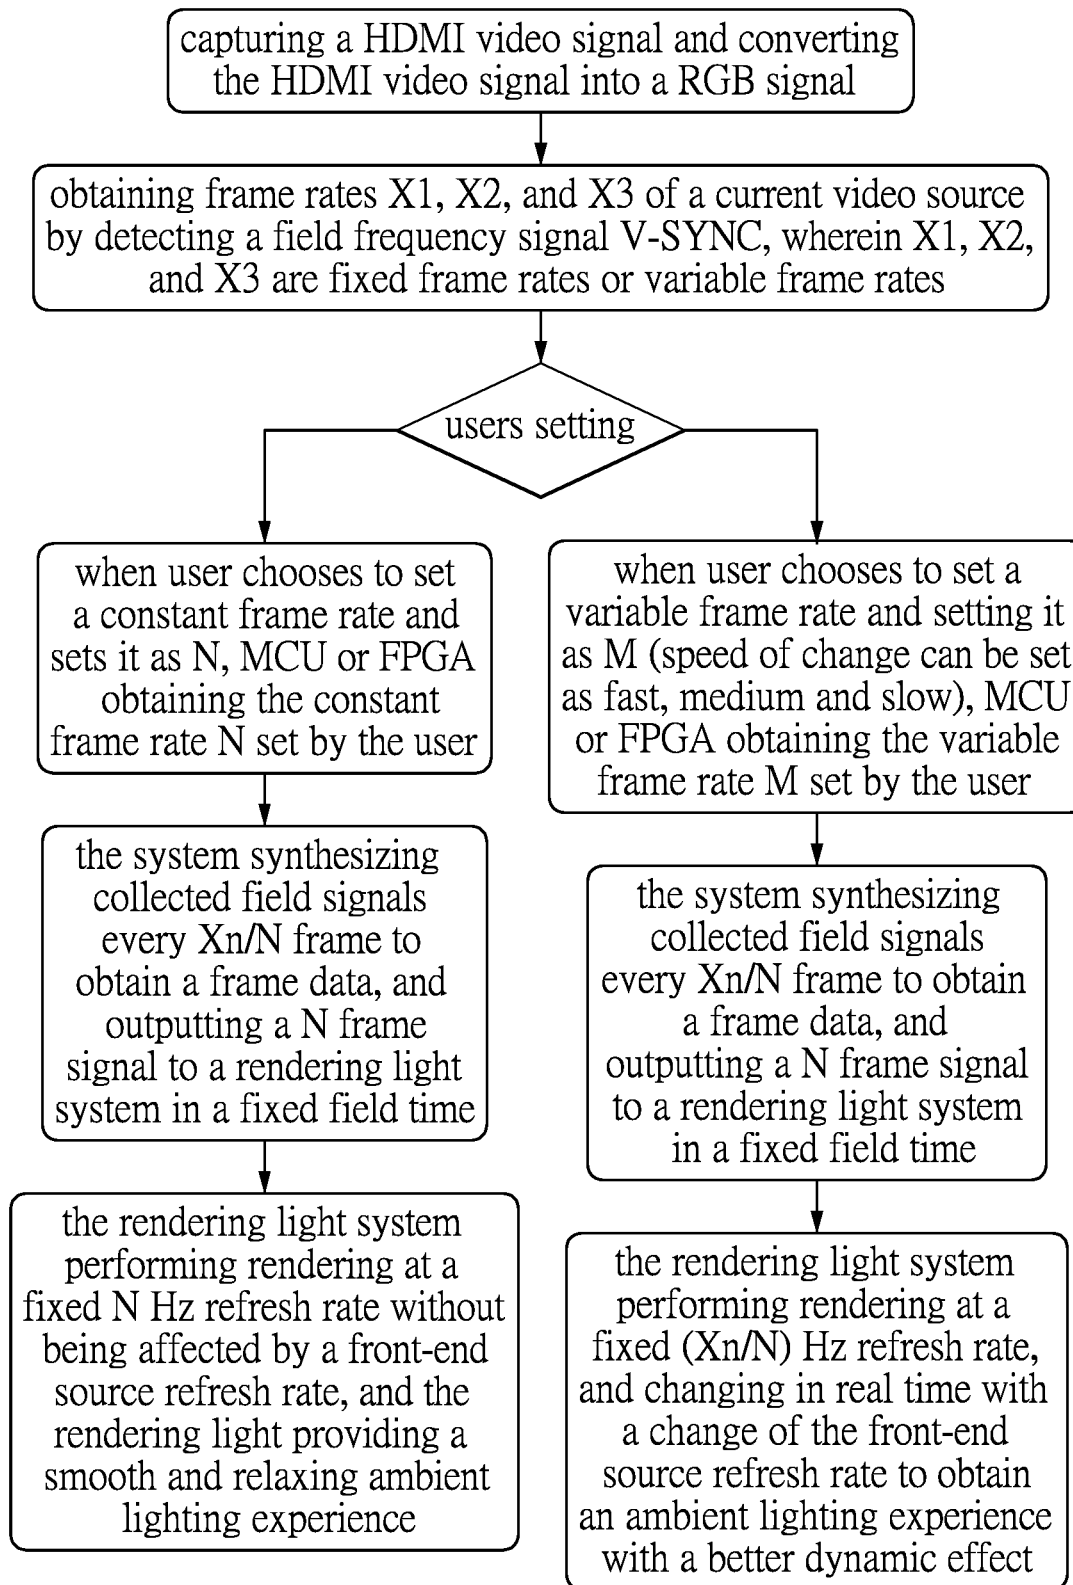 capturing a HDMI video signal and converting
the HDMI video signal into a RGB signal
obtaining frame rates X1, X2, and X3 of a current video source
by detecting a field frequency signal V-SYNC, wherein X1, X2,
and X3 are fixed frame rates or variable frame rates
users setting
when user chooses to set
a constant frame rate and
sets it as N, MCU or FPGA
obtaining the constant
frame rate N set by the user
the system synthesizing
collected field signals
every Xn/N frame to
obtain a frame data, and
outputting a N frame
signal to a rendering light
system in a fixed field time
the rendering light system
performing rendering at a
fixed N Hz refresh rate without
being affected by a front-end
source refresh rate, and the
rendering light providing a
smooth and relaxing ambient
lighting experience
when user chooses to set a
variable frame rate and setting it
as M (speed of change can be set
as fast, medium and slow), MCU
or FPGA obtaining the variable
frame rate M set by the user
the system synthesizing
collected field signals
every Xn/N frame to obtain
a frame data, and
outputting a N frame signal
to a rendering light system
in a fixed field time
the rendering light system
performing rendering at a
fixed (Xn/N) Hz refresh rate,
and changing in real time with
a change of the front-end
source refresh rate to obtain
an ambient lighting experience
with a better dynamic effect